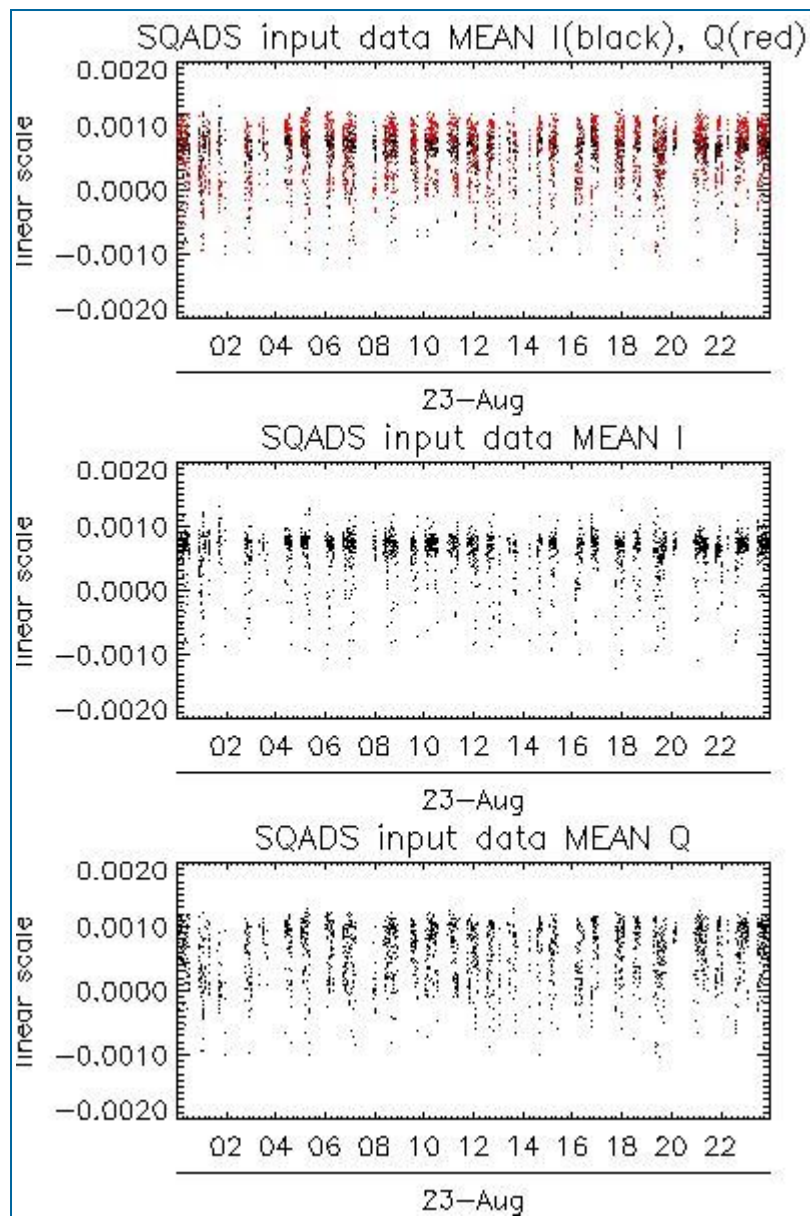 SQADS input data MEAN I(black), Q(red)
0.0020
0.0010
0.0000
−0.0010
−0.0020
linear scale
02 04 06 08 10 12 14 16 18 20 22
23−Aug
SQADS input data MEAN I
0.0020
0.0010
0.0000
−0.0010
−0.0020
linear scale
02 04 06 08 10 12 14 16 18 20 22
23−Aug
SQADS input data MEAN Q
0.0020
0.0010
0.0000
−0.0010
−0.0020
linear scale
02 04 06 08 10 12 14 16 18 20 22
23−Aug